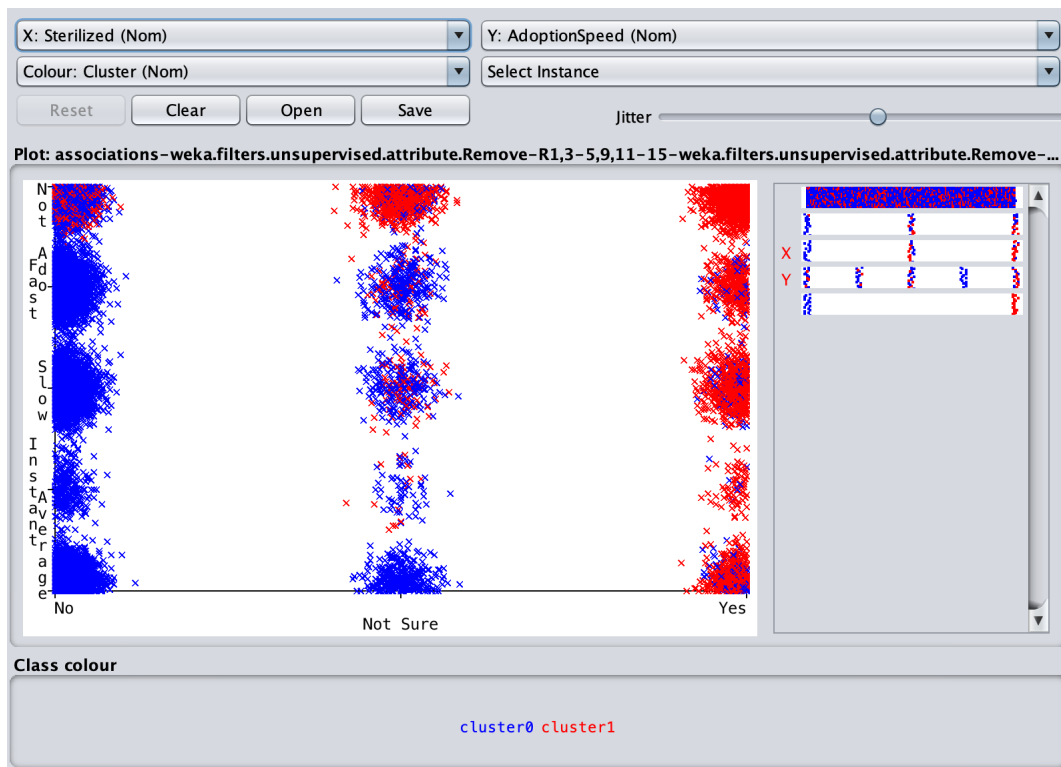 X: Sterilized (Nom)
Y: AdoptionSpeed (Nom)
Colour: Cluster (Nom)
Select Instance
Reset
Clear
Open
Save
Jitter
Plot: associations-weka.filters.unsupervised.attribute.Remove-R1,3-5,9,11-15-weka.filters.unsupervised.attribute.Remove-...
Not Adopt
Fast
Slow
Instant
Average
No
Not Sure
Yes
X
Y
Class colour
cluster0 cluster1